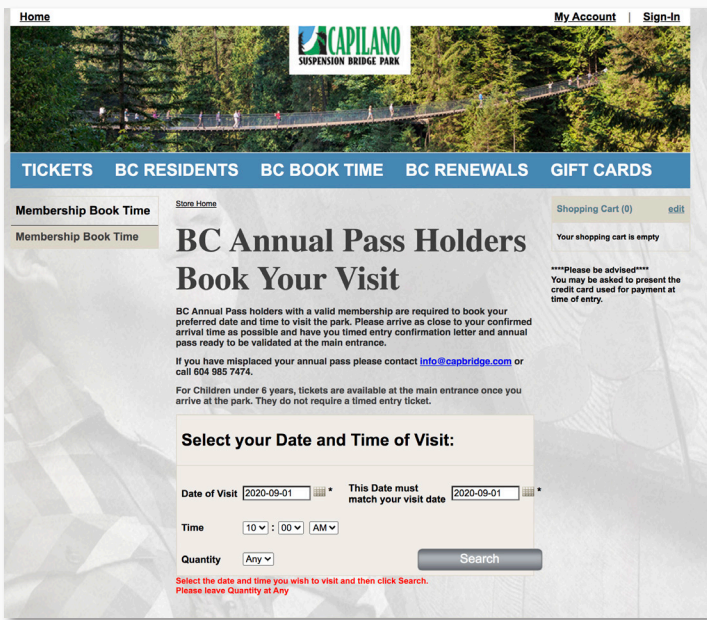 Home
My Account | Sign-In
CAPILANO
SUSPENSION BRIDGE PARK
TICKETS BC RESIDENTS BC BOOK TIME BC RENEWALS GIFT CARDS
Membership Book Time
Membership Book Time
Store Home
BC Annual Pass Holders
Book Your Visit
BC Annual Pass holders with a valid membership are required to book your
preferred date and time to visit the park. Please arrive as close to your confirmed
arrival time as possible and have you timed entry confirmation letter and annual
pass ready to be validated at the main entrance.
If you have misplaced your annual pass please contact info@capbridge.com or
call 604 985 7474.
For Children under 6 years, tickets are available at the main entrance once you
arrive at the park. They do not require a timed entry ticket.
Select your Date and Time of Visit:
Date of Visit 2020-09-01 * This Date must
match your visit date 2020-09-01 *
Time 10 : 00 AM
Quantity Any Search
Select the date and time you wish to visit and then click Search.
Please leave Quantity at Any
Shopping Cart (0) edit
Your shopping cart is empty
****Please be advised****
You may be asked to present the
credit card used for payment at
time of entry.